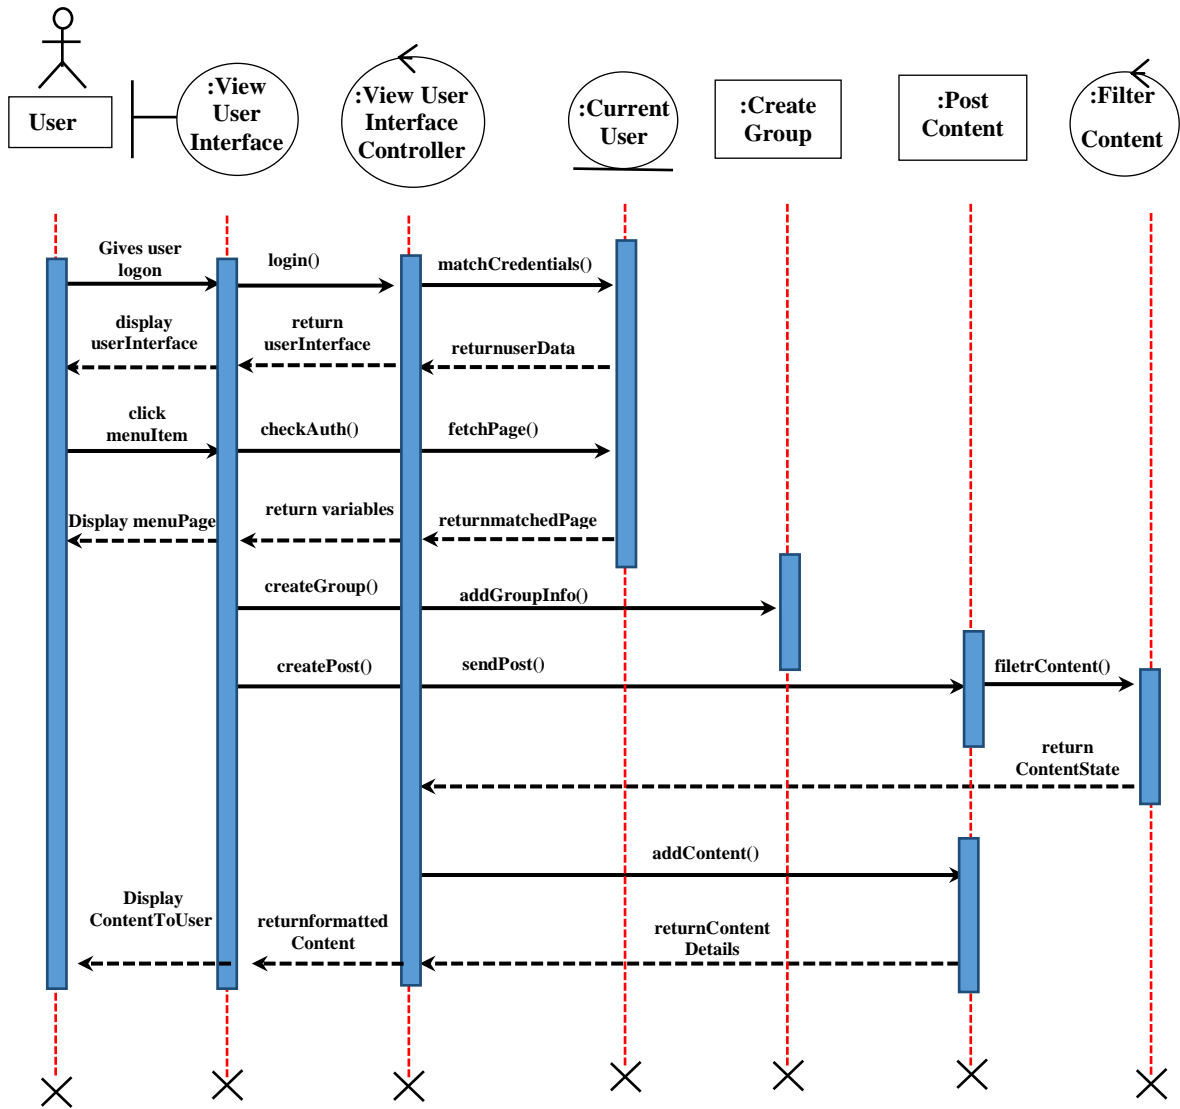 User
:View
User
Interface
:View User
Interface
Controller
:Current
User
:Create
Group
:Post
Content
:Filter
Content
Gives user
logon
login()
matchCredentials()
display
userInterface
return
userInterface
returnuserData
click
menuItem
checkAuth()
fetchPage()
Display menuPage
return variables
returnmatchedPage
createGroup()
addGroupInfo()
createPost()
sendPost()
filetrContent()
return
ContentState
addContent()
Display
ContentToUser
returnformatted
Content
returnContent
Details